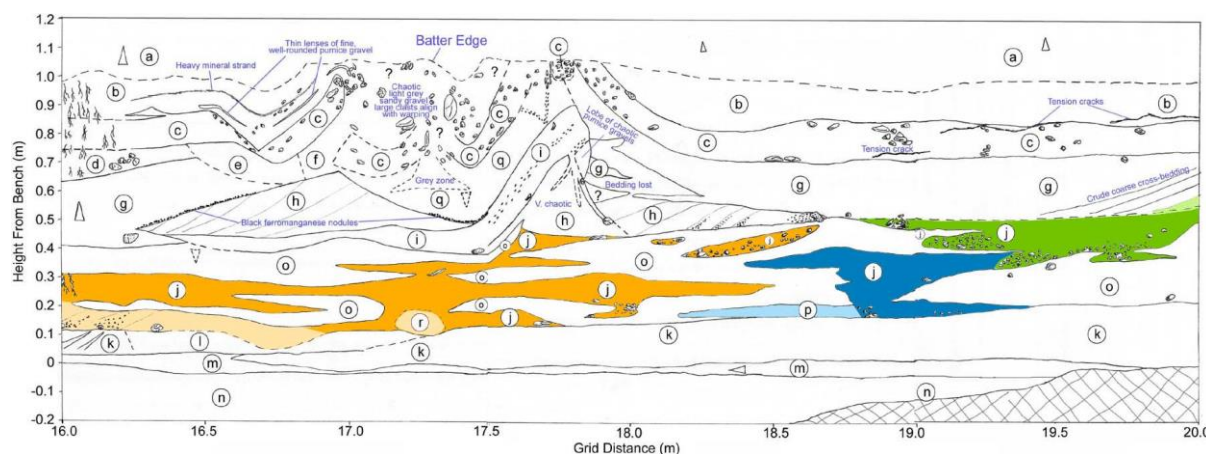 1.2
1.1
1.0
0.9
0.8
0.7
0.6
0.5
0.4
0.3
0.2
0.1
0
-0.1
-0.2
Height From Bench (m)
16.0
16.5
17.0
17.5
18.0
18.5
19.0
19.5
20.0
Grid Distance (m)
Batter Edge
Thin lenses of fine,
well-rounded pumice gravel
Heavy mineral strand
Chaotic
light grey
sandy gravel,
large clasts align
with warping
Grey zone
Black ferromanganese nodules
Lobe of chaotic
pumice gravels
Bedding lost
V. chaotic
Tension cracks
Tension crack
Crude coarse cross-bedding
?
?
?
?
?
a
a
c
b
b
b
c
c
c
c
c
c
c
d
e
f
q
i
g
g
g
g
h
h
h
q
i
j
j
j
j
j
j
j
j
o
o
o
o
o
o
o
r
p
l
k
k
k
m
m
n
n